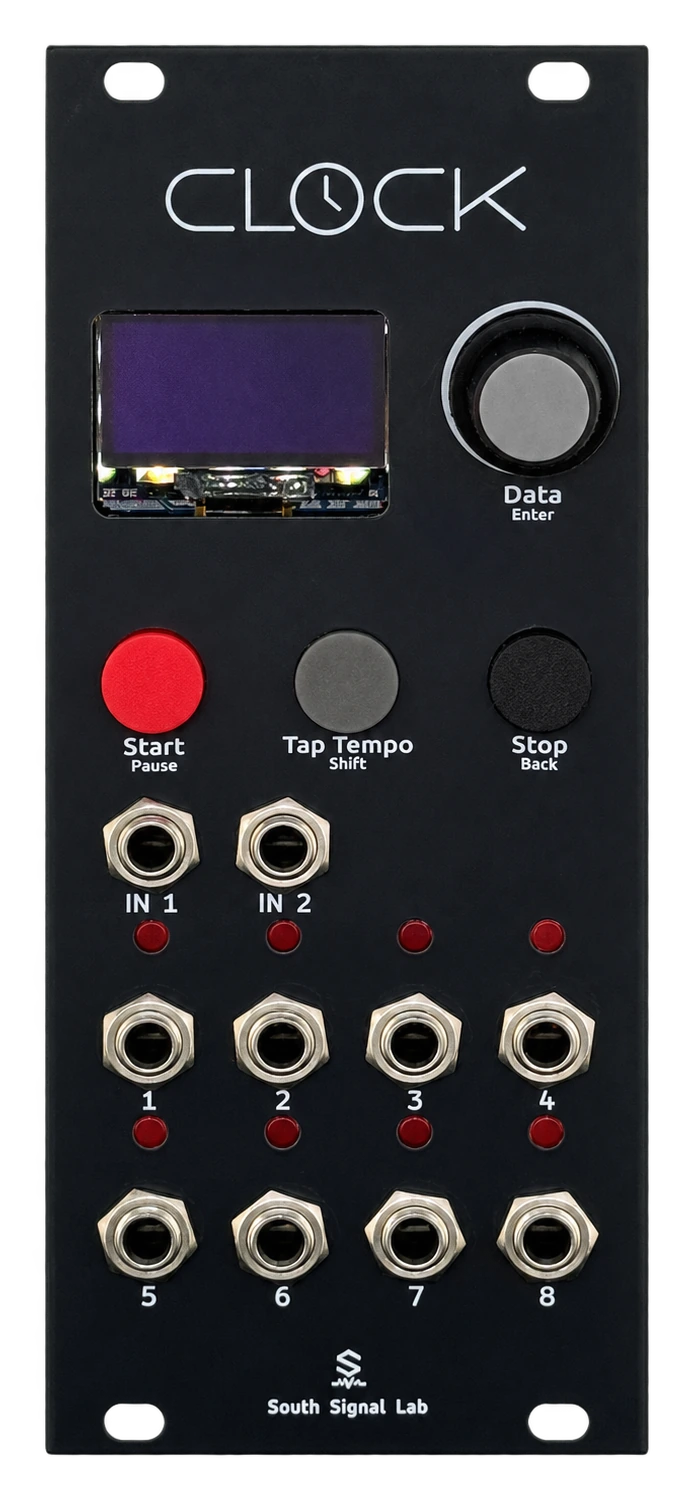 CLOCK
Data
Enter
Start Tap Tempo Stop
Pause Shift Back
IN 1 IN 2
1 2 3 4
5 6 7 8
South Signal Lab